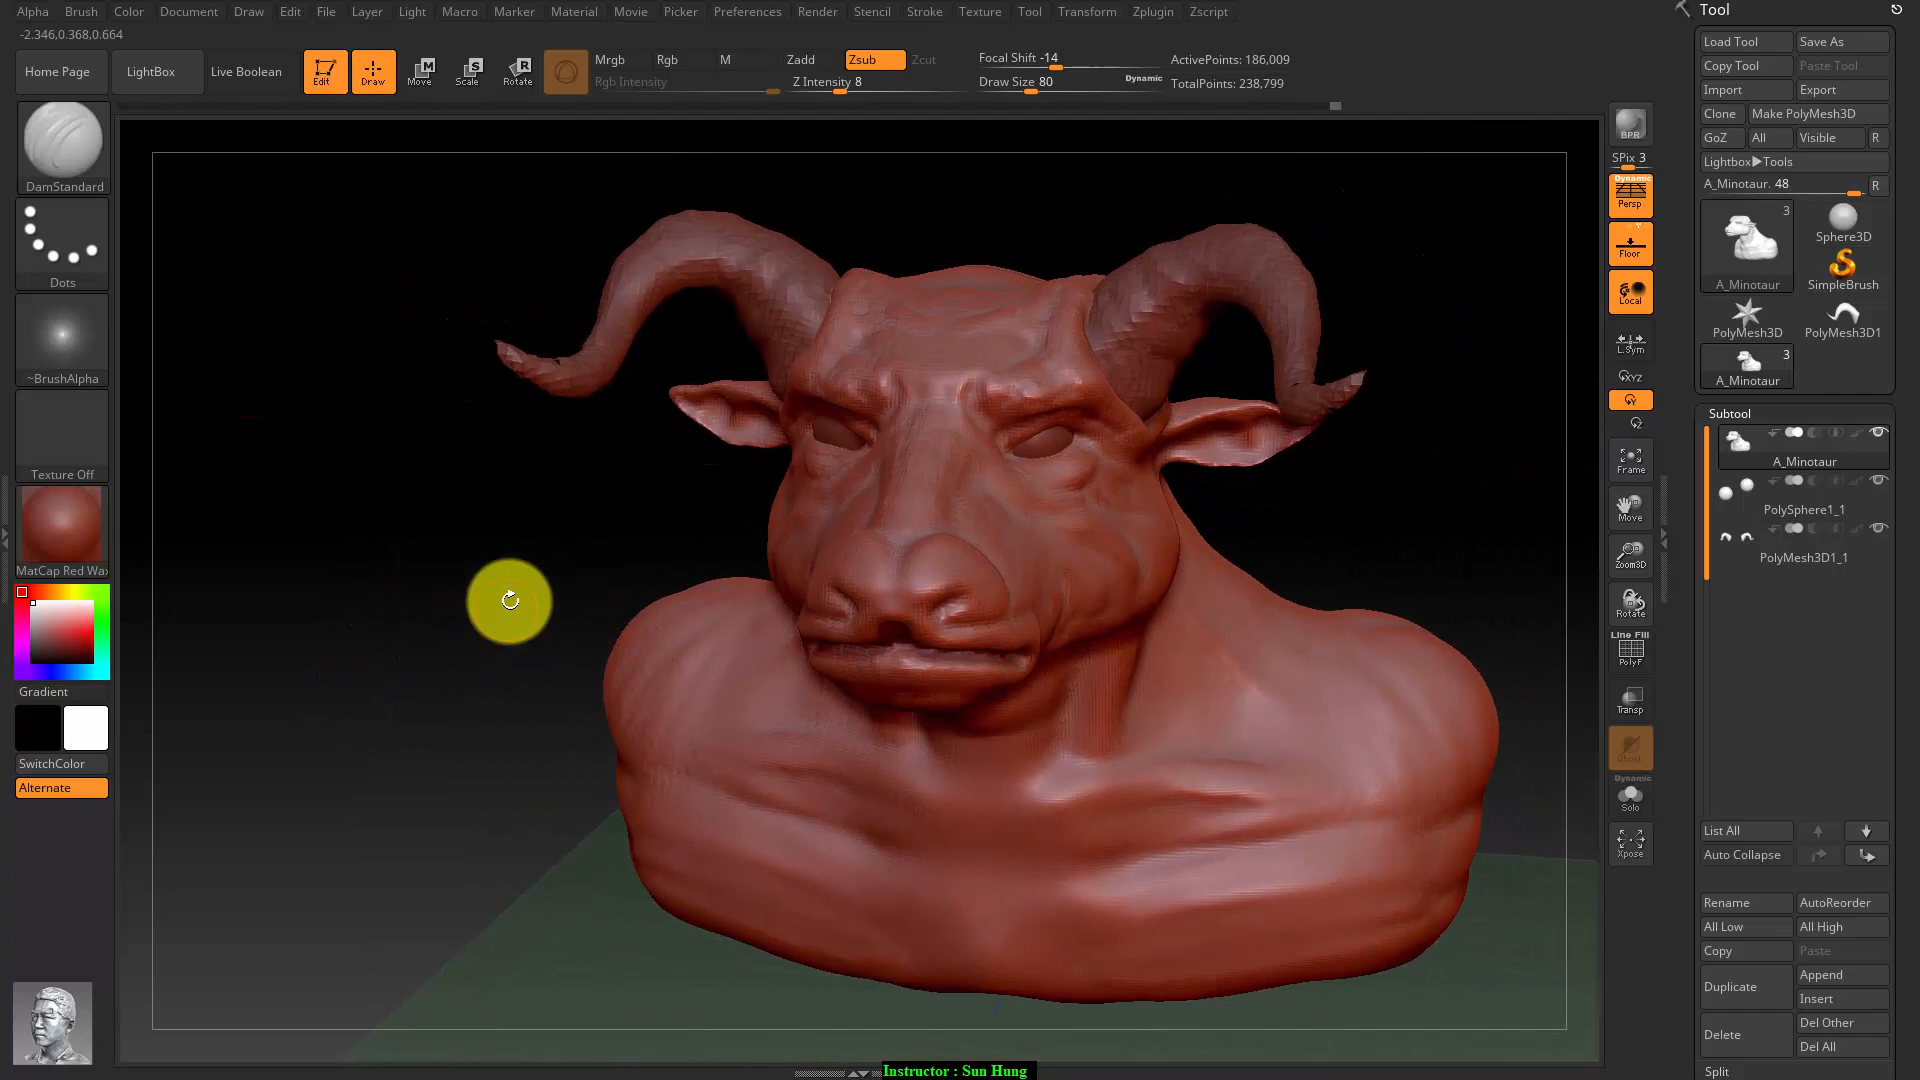 Alpha Brush Color Document Draw Edit File Layer Light Macro Marker Material Movie Picker Preferences Render Stencil Stroke Texture Tool Transform Zplugin Zscript
-2.346,0.368,0.664
Home Page LightBox Live Boolean Edit Draw Move Scale Rotate
Mrgb Rgb M Zadd Zsub Zcut
Rgb Intensity Z Intensity 8
Focal Shift -14
Draw Size 80 Dynamic
ActivePoints: 186,009
TotalPoints: 238,799
DamStandard
Dots
~BrushAlpha
Texture Off
MatCap Red Wax
Gradient
SwitchColor
Alternate
BPR
SPix 3
Dynamic
Persp
Floor
Local
L.Sym
XYZ
Y
Z
Frame
Move
Zoom3D
Rotate
Line Fill
PolyF
Transp
Ghost
Dynamic
Solo
Xpose
Tool
Load Tool Save As
Copy Tool Paste Tool
Import Export
Clone Make PolyMesh3D
GoZ All Visible R
Lightbox▶Tools
A_Minotaur. 48 R
3
A_Minotaur
Sphere3D
SimpleBrush
PolyMesh3D PolyMesh3D1
3
A_Minotaur
Subtool
A_Minotaur
PolySphere1_1
PolyMesh3D1_1
List All
Auto Collapse
Rename AutoReorder
All Low All High
Copy Paste
Duplicate Append
Insert
Delete Del Other
Del All
Split
Instructor : Sun Hung